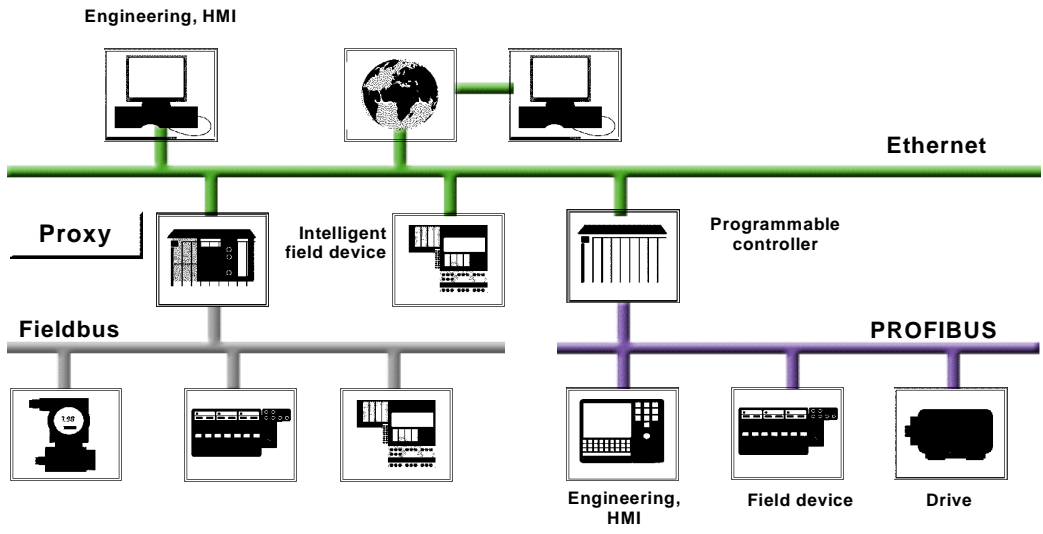 Engineering, HMI
Ethernet
Proxy
Intelligent
field device
Programmable
controller
Fieldbus
PROFIBUS
Engineering,
HMI
Field device
Drive